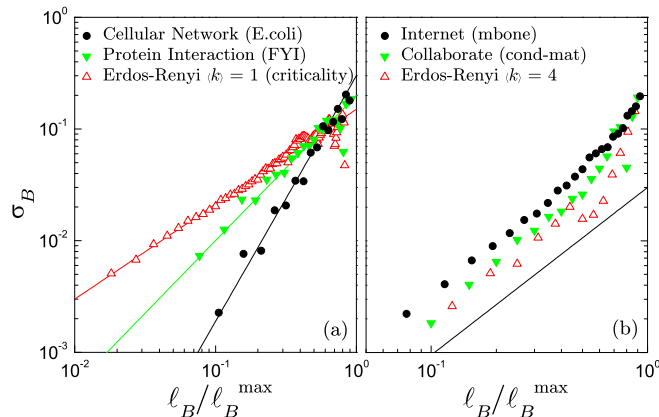 Cellular Network (E.coli)
Protein Interaction (FYI)
Erdos-Renyi ⟨k⟩ = 1 (criticality)
Internet (mbone)
Collaborate (cond-mat)
Erdos-Renyi ⟨k⟩ = 4
10^0
10^-1
10^-2
10^-3
σ_B
(a)
(b)
10^-2
10^-1
10^0
10^-1
10^0
ℓ_B/ℓ_B^max
ℓ_B/ℓ_B^max